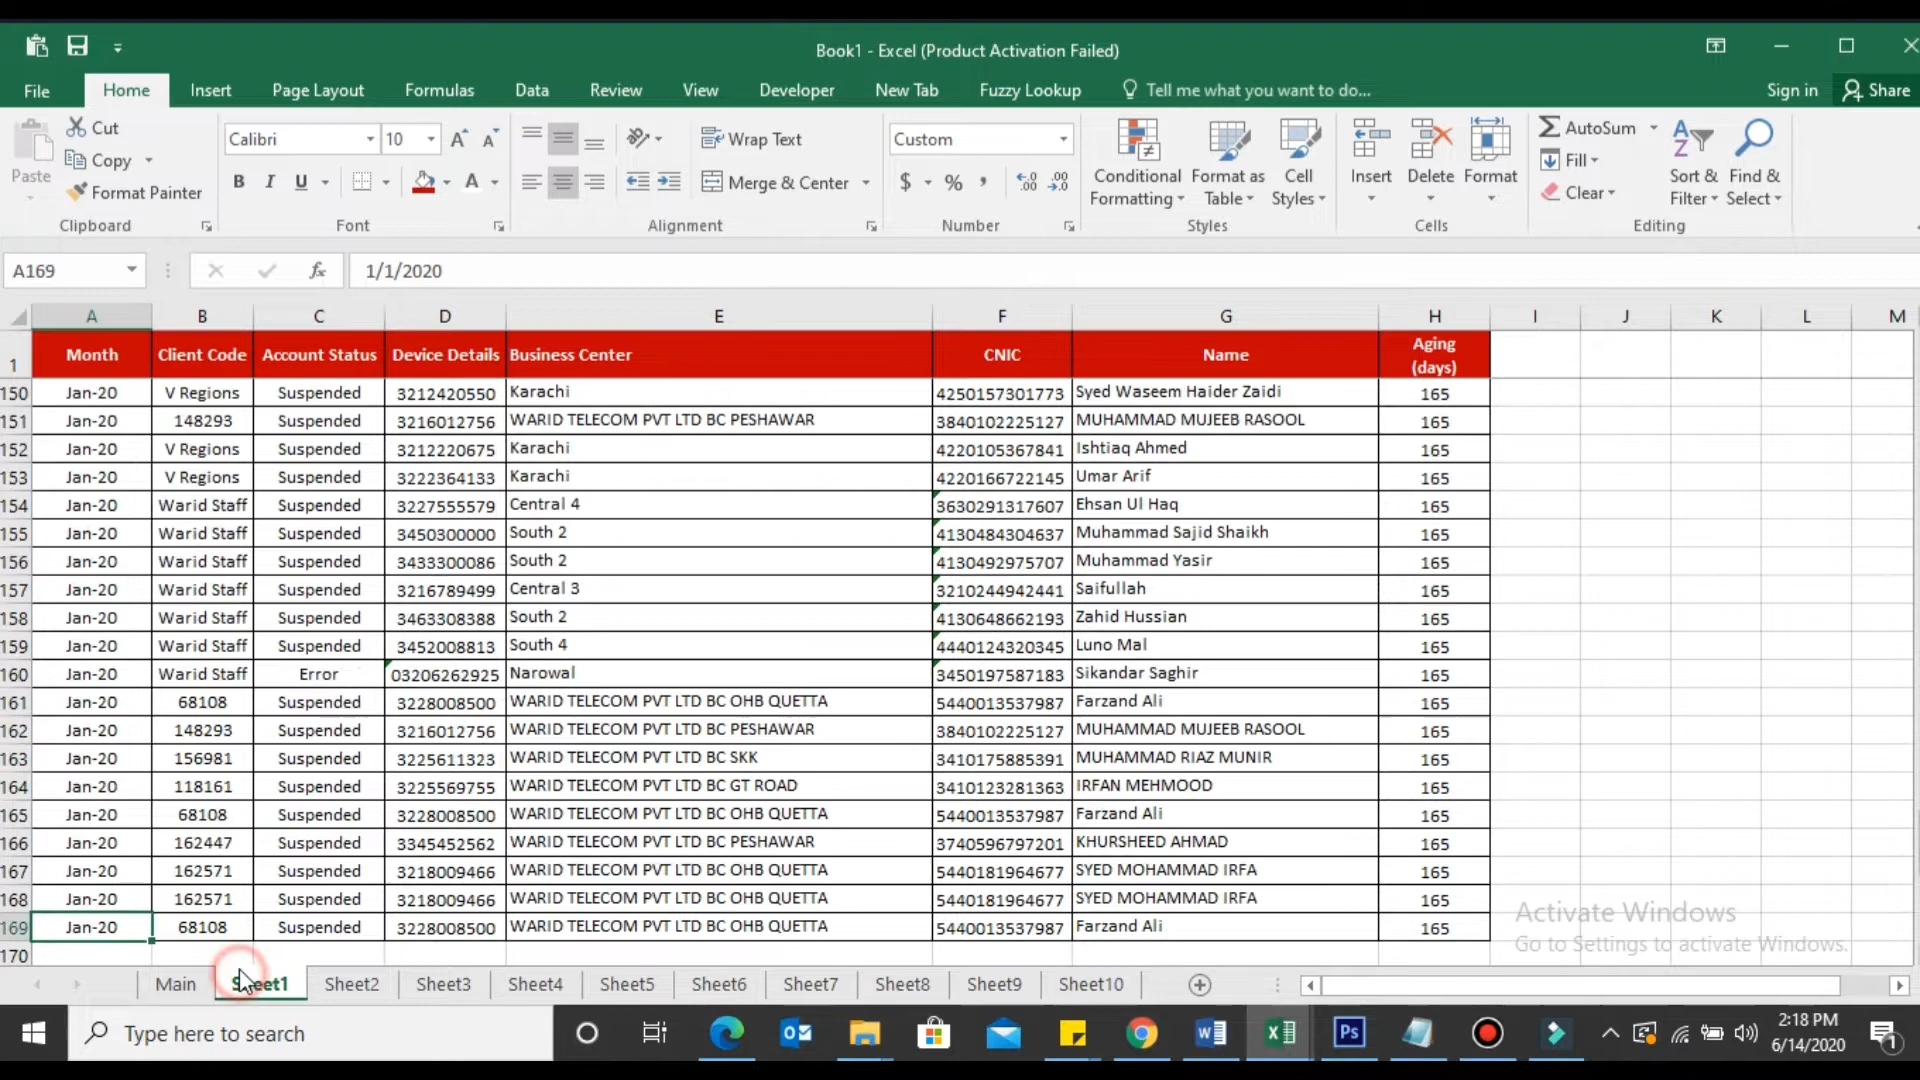 Book1 - Excel (Product Activation Failed)
File Home Insert Page Layout Formulas Data Review View Developer New Tab Fuzzy Lookup Tell me what you want to do... Sign in Share
Paste Cut Copy Format Painter Clipboard
Calibri 10 B I U A Font
Wrap Text Merge & Center Alignment
Custom $ % Number
Conditional Formatting Format as Table Cell Styles Styles
Insert Delete Format Cells
AutoSum Fill Clear Sort & Filter Find & Select Editing
A169 fx 1/1/2020
A B C D E F G H I J K L M
1 Month Client Code Account Status Device Details Business Center CNIC Name Aging (days)
150 Jan-20 V Regions Suspended 3212420550 Karachi 4250157301773 Syed Waseem Haider Zaidi 165
151 Jan-20 148293 Suspended 3216012756 WARID TELECOM PVT LTD BC PESHAWAR 3840102225127 MUHAMMAD MUJEEB RASOOL 165
152 Jan-20 V Regions Suspended 3212220675 Karachi 4220105367841 Ishtiaq Ahmed 165
153 Jan-20 V Regions Suspended 3222364133 Karachi 4220166722145 Umar Arif 165
154 Jan-20 Warid Staff Suspended 3227555579 Central 4 3630291317607 Ehsan Ul Haq 165
155 Jan-20 Warid Staff Suspended 3450300000 South 2 4130484304637 Muhammad Sajid Shaikh 165
156 Jan-20 Warid Staff Suspended 3433300086 South 2 4130492975707 Muhammad Yasir 165
157 Jan-20 Warid Staff Suspended 3216789499 Central 3 3210244942441 Saifullah 165
158 Jan-20 Warid Staff Suspended 3463308388 South 2 4130648662193 Zahid Hussian 165
159 Jan-20 Warid Staff Suspended 3452008813 South 4 4440124320345 Luno Mal 165
160 Jan-20 Warid Staff Error 03206262925 Narowal 3450197587183 Sikandar Saghir 165
161 Jan-20 68108 Suspended 3228008500 WARID TELECOM PVT LTD BC OHB QUETTA 5440013537987 Farzand Ali 165
162 Jan-20 148293 Suspended 3216012756 WARID TELECOM PVT LTD BC PESHAWAR 3840102225127 MUHAMMAD MUJEEB RASOOL 165
163 Jan-20 156981 Suspended 3225611323 WARID TELECOM PVT LTD BC SKK 3410175885391 MUHAMMAD RIAZ MUNIR 165
164 Jan-20 118161 Suspended 3225569755 WARID TELECOM PVT LTD BC GT ROAD 3410123281363 IRFAN MEHMOOD 165
165 Jan-20 68108 Suspended 3228008500 WARID TELECOM PVT LTD BC OHB QUETTA 5440013537987 Farzand Ali 165
166 Jan-20 162447 Suspended 3345452562 WARID TELECOM PVT LTD BC PESHAWAR 3740596797201 KHURSHEED AHMAD 165
167 Jan-20 162571 Suspended 3218009466 WARID TELECOM PVT LTD BC OHB QUETTA 5440181964677 SYED MOHAMMAD IRFA 165
168 Jan-20 162571 Suspended 3218009466 WARID TELECOM PVT LTD BC OHB QUETTA 5440181964677 SYED MOHAMMAD IRFA 165
169 Jan-20 68108 Suspended 3228008500 WARID TELECOM PVT LTD BC OHB QUETTA 5440013537987 Farzand Ali 165
170
Activate Windows
Go to Settings to activate Windows.
Main Sheet1 Sheet2 Sheet3 Sheet4 Sheet5 Sheet6 Sheet7 Sheet8 Sheet9 Sheet10
Type here to search
2:18 PM
6/14/2020